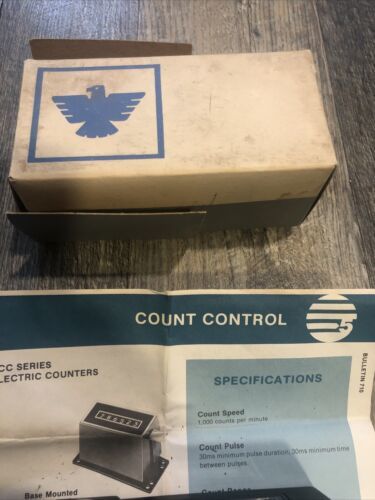 COUNT CONTROL
BULLETIN 710
CC SERIES
LECTRIC COUNTERS
Base Mounted
SPECIFICATIONS
Count Speed
1,000 counts per minute
Count Pulse
30ms minimum pulse duration, 30ms minimum time
between pulses.